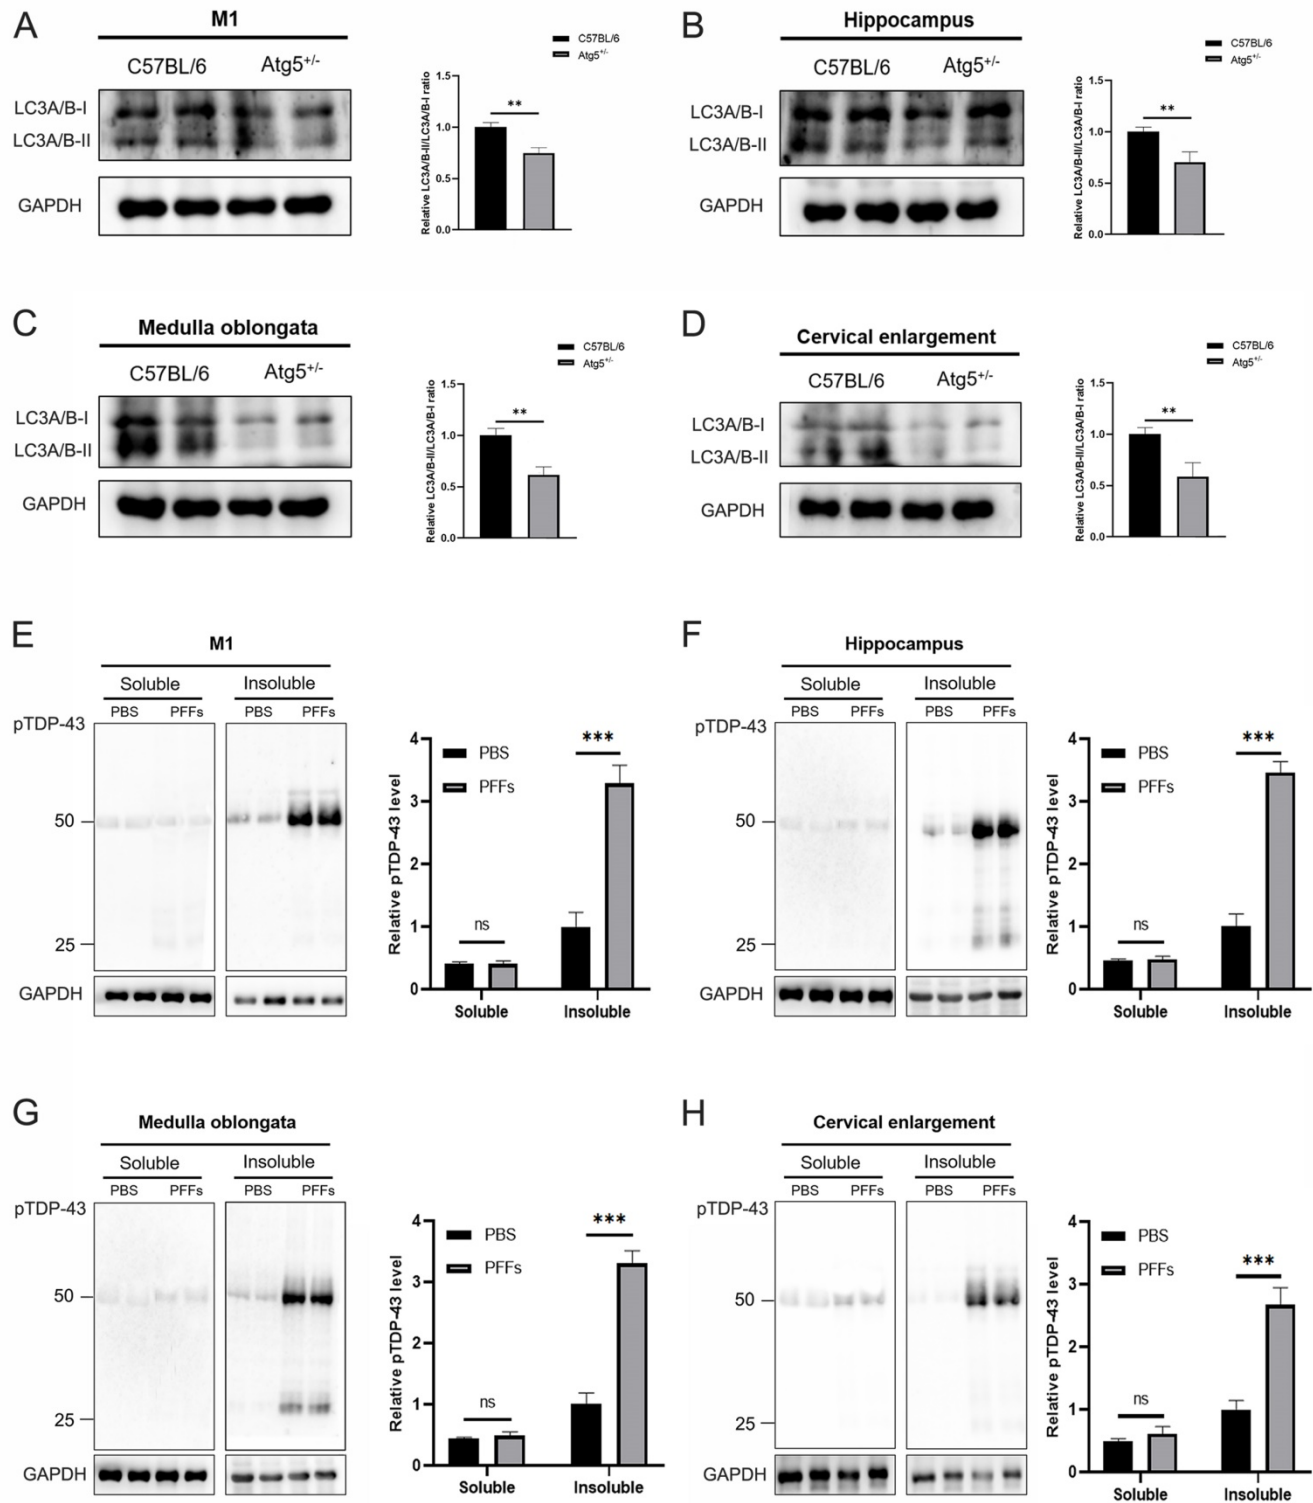 A
M1
C57BL/6 Atg5+/-
LC3A/B-I
LC3A/B-II
GAPDH
C57BL/6
Atg5+/-
Relative LC3A/B-II/LC3A/B-I ratio
1.5
1.0
0.5
0.0
**
B
Hippocampus
C57BL/6 Atg5+/-
LC3A/B-I
LC3A/B-II
GAPDH
C57BL/6
Atg5+/-
Relative LC3A/B-II/LC3A/B-I ratio
1.5
1.0
0.5
0.0
**
C
Medulla oblongata
C57BL/6 Atg5+/-
LC3A/B-I
LC3A/B-II
GAPDH
C57BL/6
Atg5+/-
Relative LC3A/B-II/LC3A/B-I ratio
1.5
1.0
0.5
0.0
**
D
Cervical enlargement
C57BL/6 Atg5+/-
LC3A/B-I
LC3A/B-II
GAPDH
C57BL/6
Atg5+/-
Relative LC3A/B-II/LC3A/B-I ratio
1.5
1.0
0.5
0.0
**
E
M1
Soluble Insoluble
PBS PFFs PBS PFFs
pTDP-43
50
25
GAPDH
Relative pTDP-43 level
4
3
2
1
0
PBS
PFFs
ns
***
Soluble Insoluble
F
Hippocampus
Soluble Insoluble
PBS PFFs PBS PFFs
pTDP-43
50
25
GAPDH
Relative pTDP-43 level
4
3
2
1
0
PBS
PFFs
ns
***
Soluble Insoluble
G
Medulla oblongata
Soluble Insoluble
PBS PFFs PBS PFFs
pTDP-43
50
25
GAPDH
Relative pTDP-43 level
4
3
2
1
0
PBS
PFFs
ns
***
Soluble Insoluble
H
Cervical enlargement
Soluble Insoluble
PBS PFFs PBS PFFs
pTDP-43
50
25
GAPDH
Relative pTDP-43 level
4
3
2
1
0
PBS
PFFs
ns
***
Soluble Insoluble